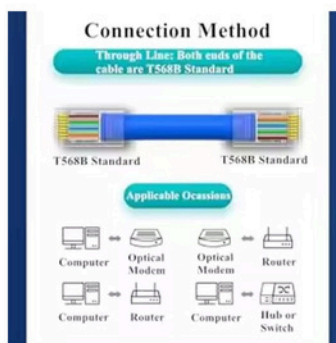 Connection Method
Through Line: Both ends of the
cable are T568B Standard
T568B Standard
T568B Standard
Applicable Ocassions
Computer
Optical
Modem
Optical
Modem
Router
Computer
Router
Computer
Hub or
Switch